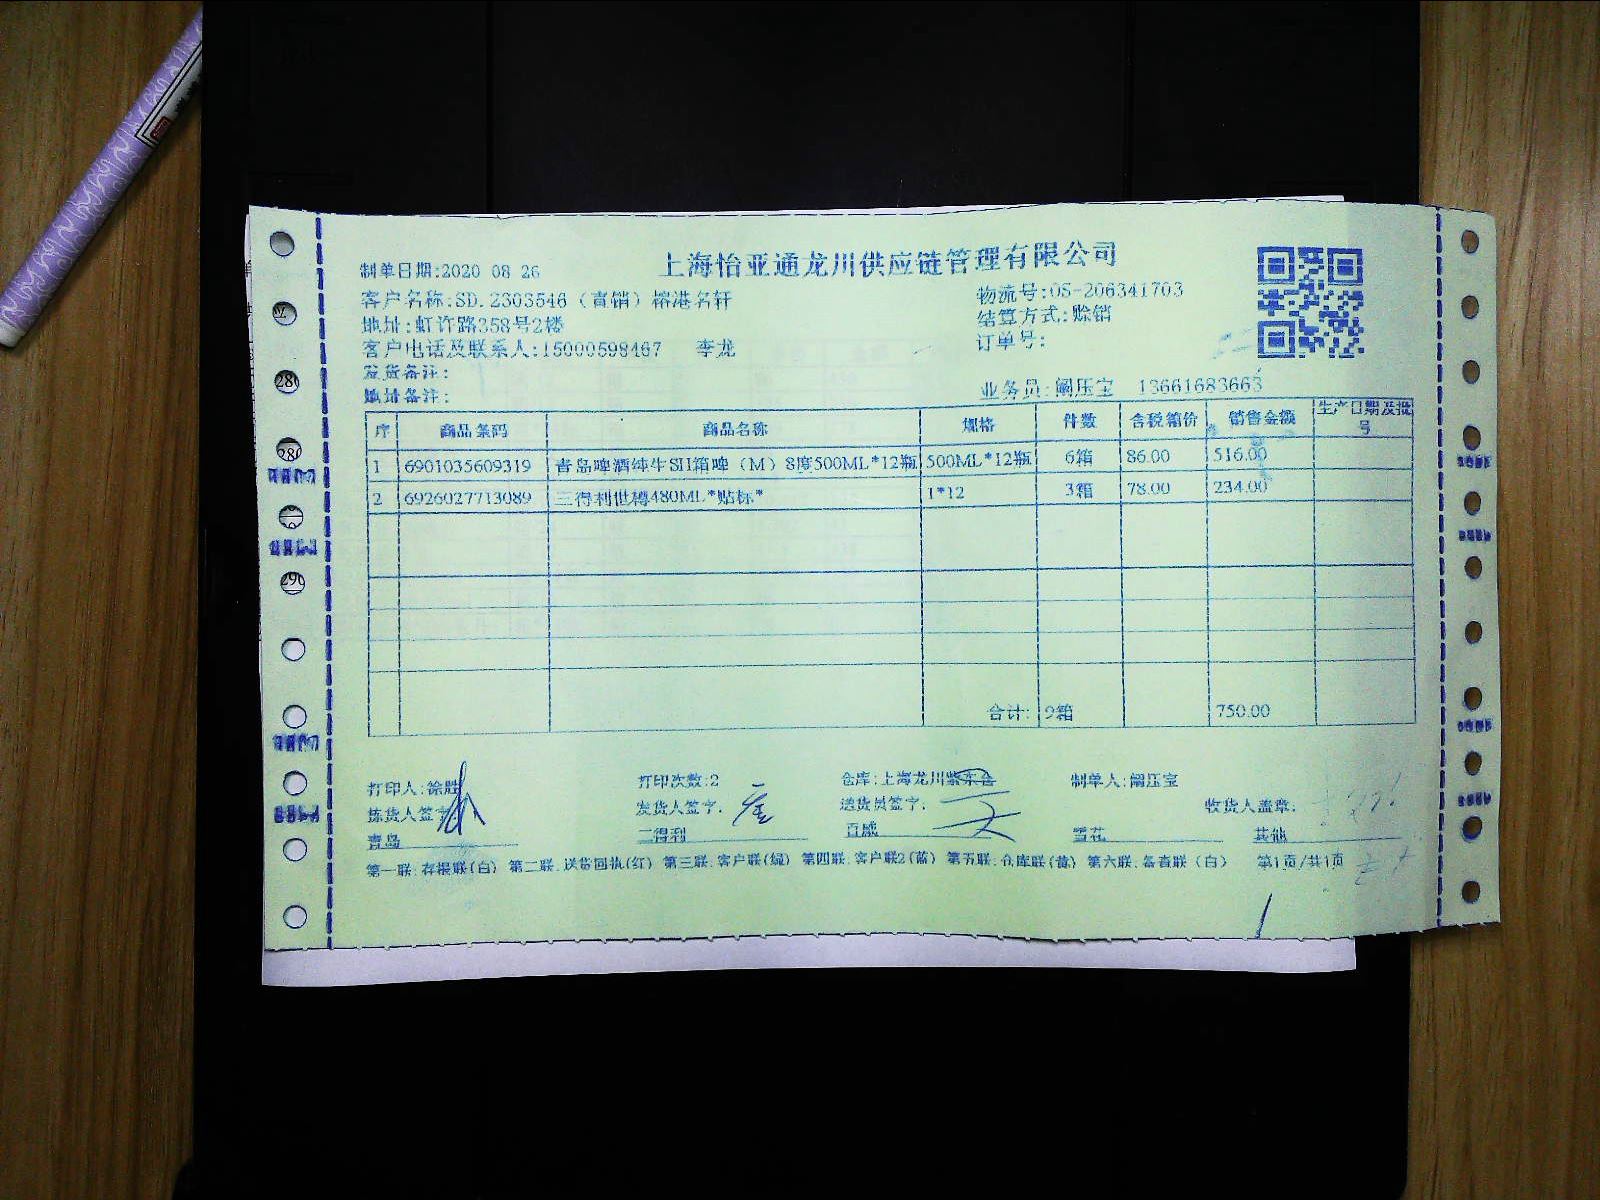 上海怡亚通龙川供应链管理有限公司
制单日期:2020 08 26
客户名称:SD.2303546（青销）榕港名轩
物流号:OS-206341703
地址:虹许路358号2楼
结算方式:赊销
客户电话及联系人:15000598467 李龙
订单号:
发货备注:
地址备注:
业务员:阚压宝 13661683663
序 商品条码 商品名称 规格 件数 含税箱价 销售金额 生产日期及批号
1 6901035609319 青岛啤酒纯生SH箱啤（M）8度500ML*12瓶 500ML*12瓶 6箱 86.00 516.00
2 6926027713089 三得利世樽480ML*贴标* 1*12 3箱 78.00 234.00
合计: 9箱 750.00
打印人:徐胜 打印次数:2 仓库:上海龙川紫东仓 制单人:阚压宝
拣货人签字 发货人签字: 送货员签字: 收货人盖章:
青岛 三得利 百威 雪花 其他
第一联:存根联(白) 第二联:送货回执(红) 第三联:客户联(绿) 第四联:客户联2(蓝) 第五联:仓库联(黄) 第六联:备查联（白） 第1页/共1页